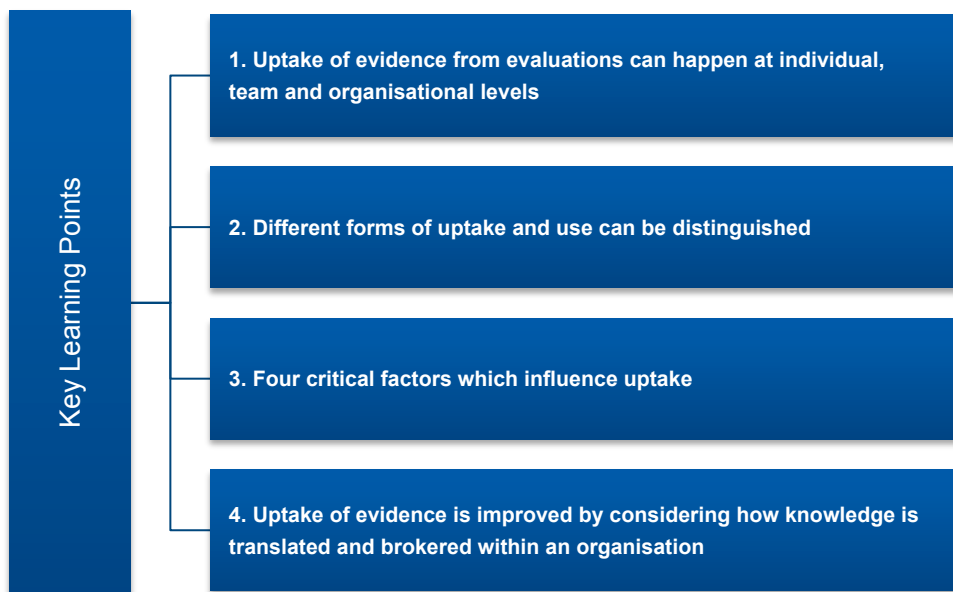 Key Learning Points
1. Uptake of evidence from evaluations can happen at individual,
team and organisational levels
2. Different forms of uptake and use can be distinguished
3. Four critical factors which influence uptake
4. Uptake of evidence is improved by considering how knowledge is
translated and brokered within an organisation